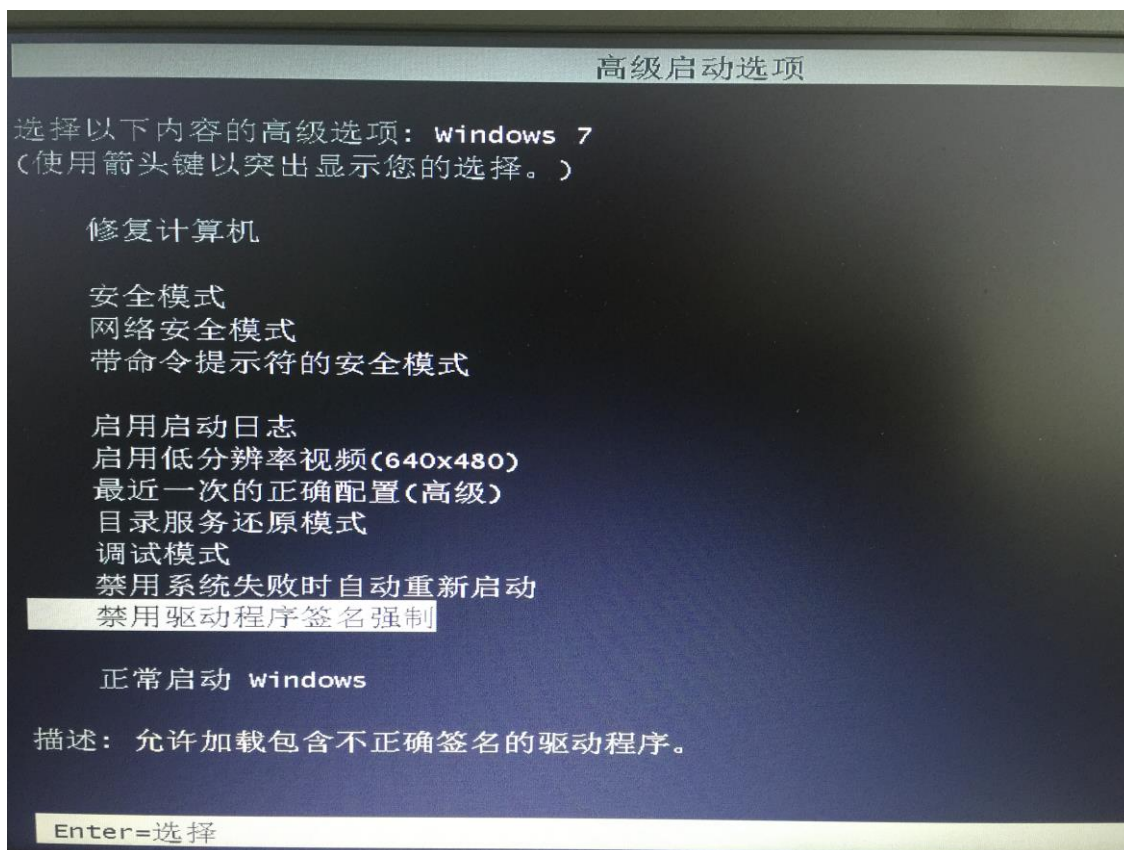 高级启动选项
选择以下内容的高级选项: Windows 7
(使用箭头键以突出显示您的选择。)
修复计算机
安全模式
网络安全模式
带命令提示符的安全模式
启用启动日志
启用低分辨率视频(640x480)
最近一次的正确配置(高级)
目录服务还原模式
调试模式
禁用系统失败时自动重新启动
禁用驱动程序签名强制
正常启动 Windows
描述: 允许加载包含不正确签名的驱动程序。
Enter=选择